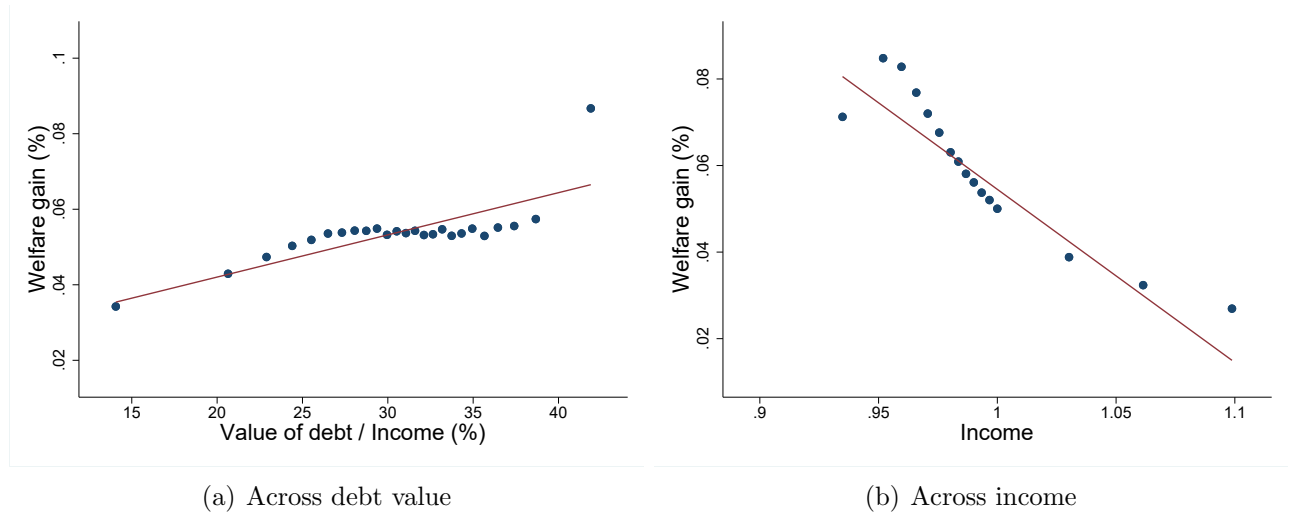 .1
.08
.06
.04
.02
Welfare gain (%)
15 20 25 30 35 40
Value of debt / Income (%)
(a) Across debt value
.08
.06
.04
.02
Welfare gain (%)
.9 .95 1 1.05 1.1
Income
(b) Across income